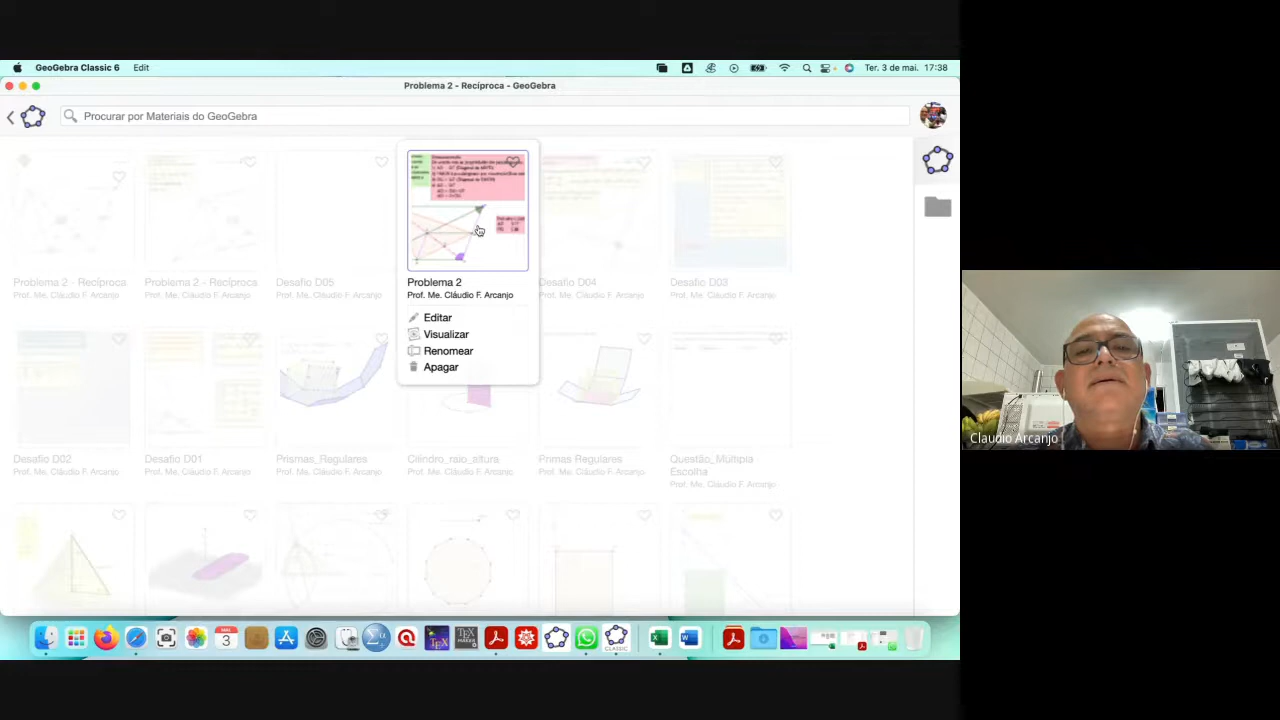 GeoGebra Classic 6 Edit Ter. 3 de mai. 17:38
Problema 2 - Recíproca - GeoGebra
Procurar por Materiais do GeoGebra
Problema 2 - Recíproca
Prof. Me. Cláudio F. Arcanjo
Problema 2 - Recíproca
Prof. Me. Cláudio F. Arcanjo
Desafio D05
Prof. Me. Cláudio F. Arcanjo
Problema 2
Prof. Me. Cláudio F. Arcanjo
Editar
Visualizar
Renomear
Apagar
Desafio D04
Prof. Me. Cláudio F. Arcanjo
Desafio D03
Prof. Me. Cláudio F. Arcanjo
Desafio D02
Prof. Me. Cláudio F. Arcanjo
Desafio D01
Prof. Me. Cláudio F. Arcanjo
Prismas_Regulares
Prof. Me. Cláudio F. Arcanjo
Cilindro_raio_altura
Prof. Me. Cláudio F. Arcanjo
Prismas Regulares
Prof. Me. Cláudio F. Arcanjo
Questão_Múltipla
Escolha
Prof. Me. Cláudio F. Arcanjo
Claudio Arcanjo
3
CLASSIC